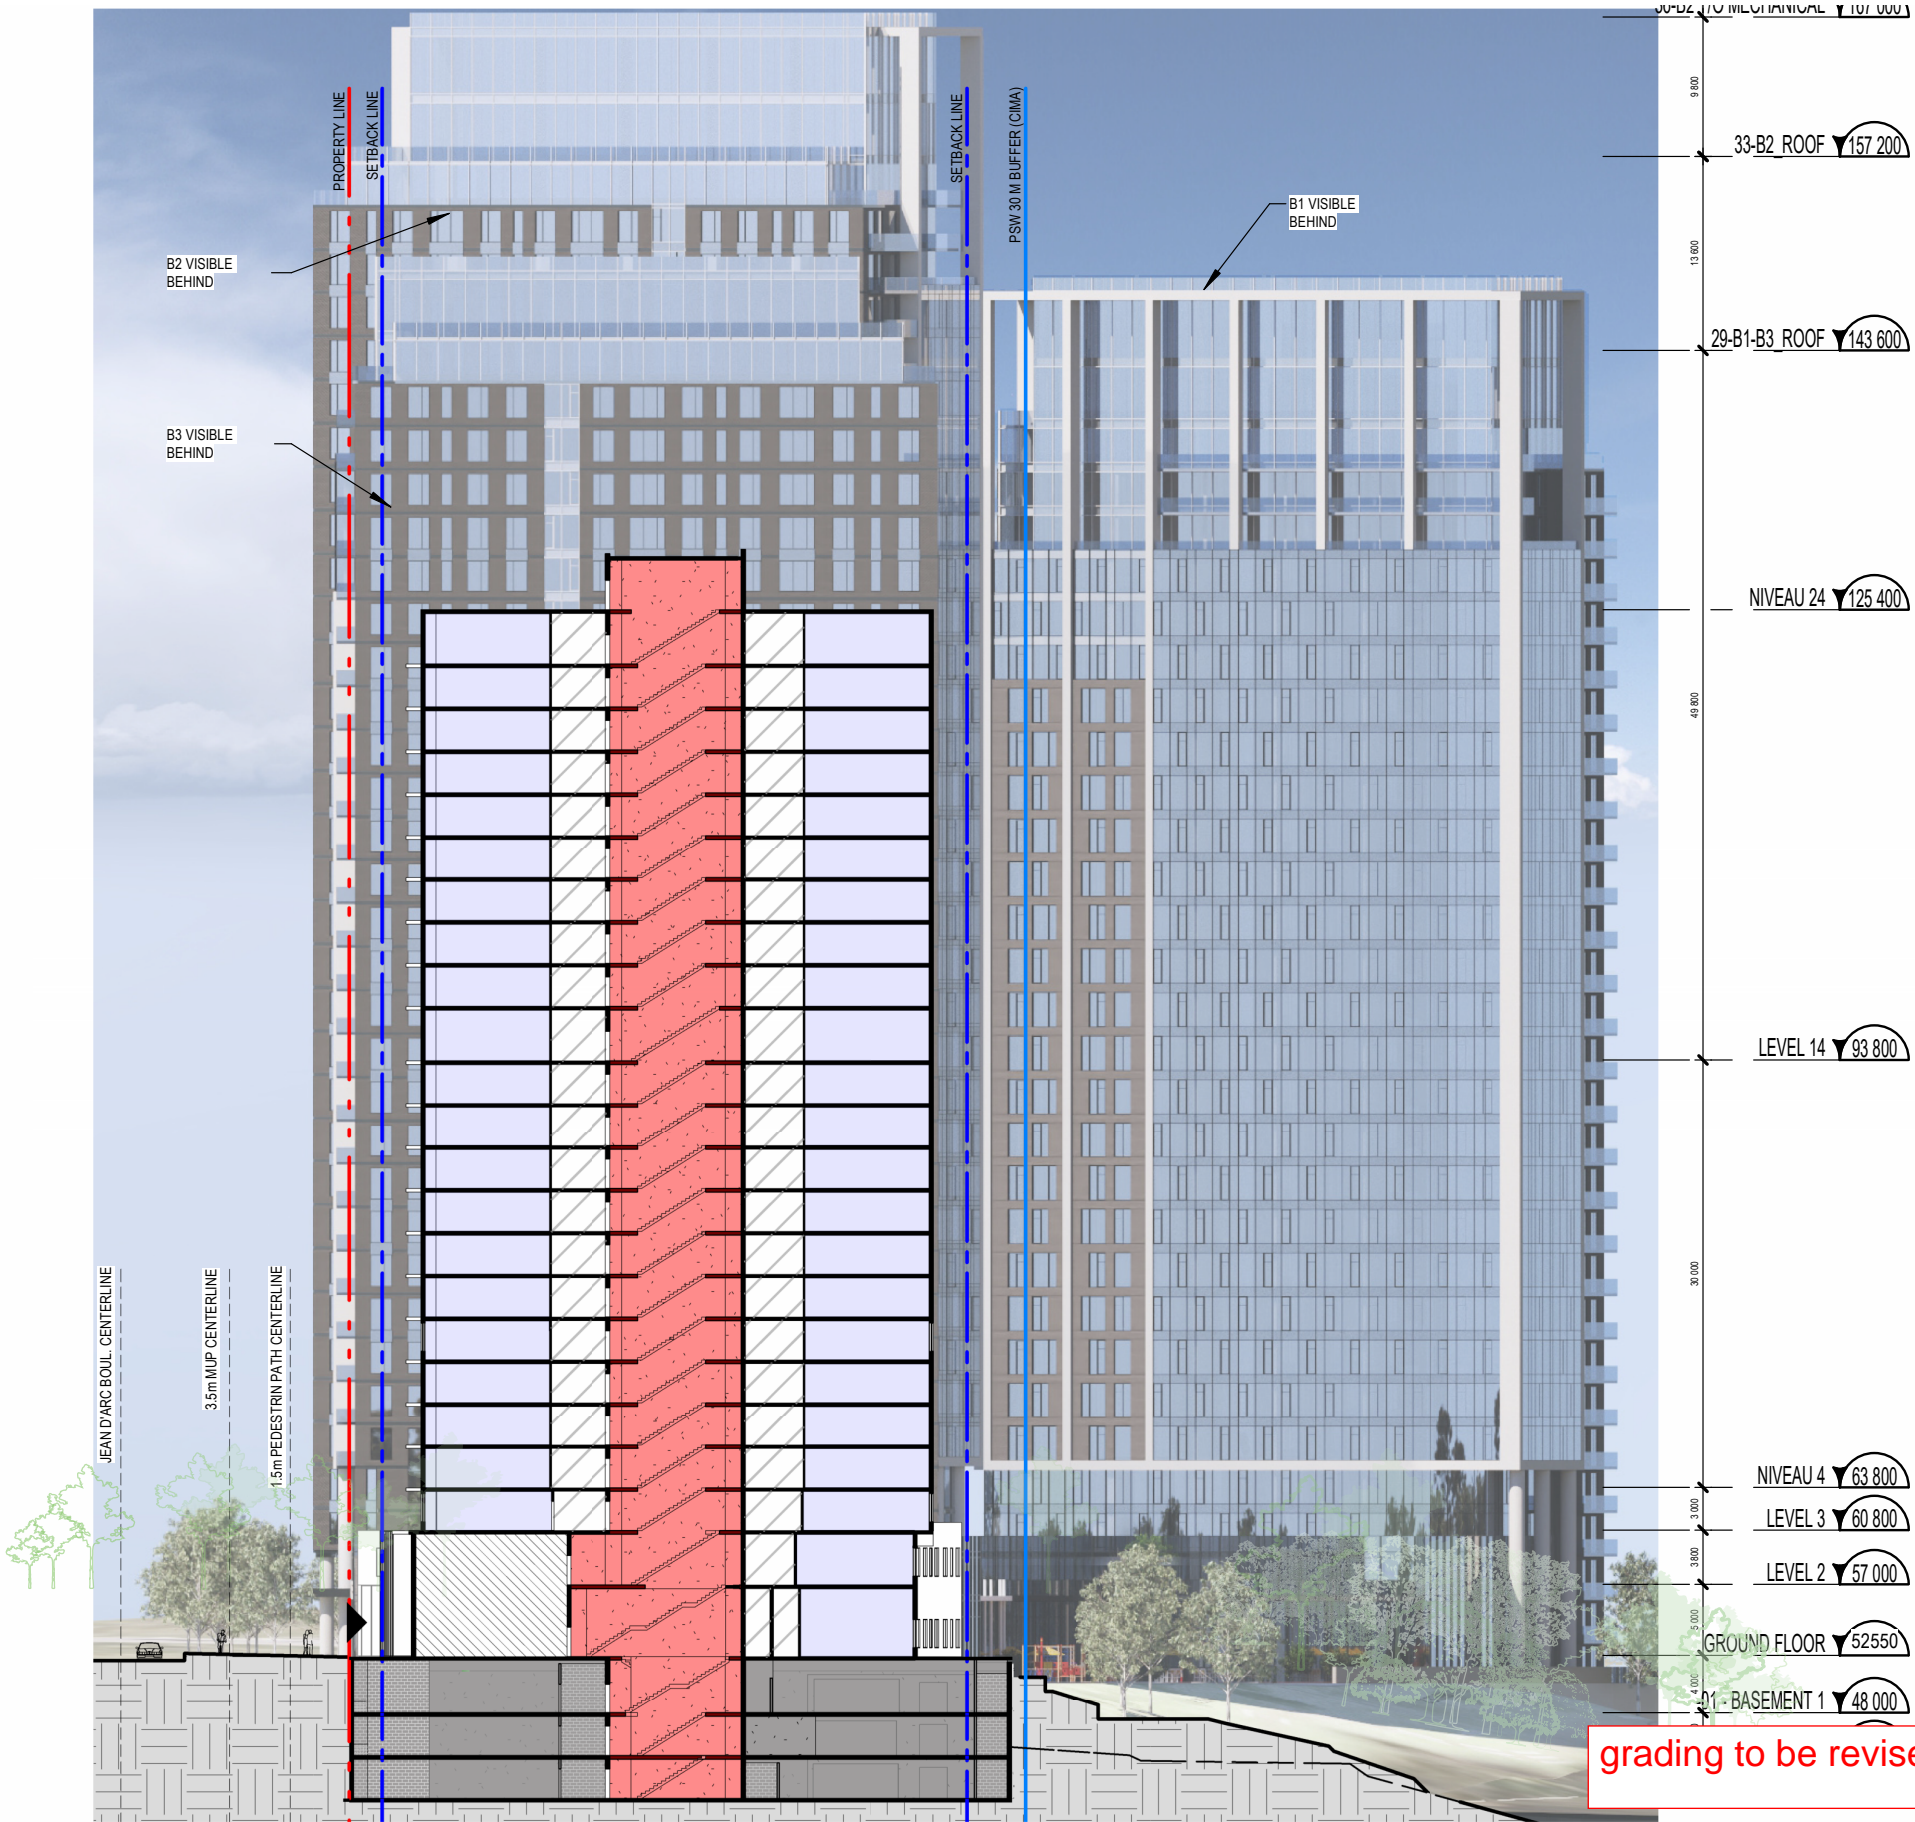 T/O MECHANICAL 167 000
9 800
PROPERTY LINE
SETBACK LINE
SETBACK LINE
PSW 30 M BUFFER (CIMA)
33-B2_ROOF 157 200
B1 VISIBLE
BEHIND
13 600
B2 VISIBLE
BEHIND
29-B1-B3_ROOF 143 600
B3 VISIBLE
BEHIND
NIVEAU 24 125 400
49 800
LEVEL 14 93 800
30 000
JEAN D'ARC BOUL. CENTERLINE
3.5m MUP CENTERLINE
1.5m PEDESTRIN PATH CENTERLINE
NIVEAU 4 63 800
3 000
LEVEL 3 60 800
3 800
LEVEL 2 57 000
5 000
GROUND FLOOR 52550
4 000
01 - BASEMENT 1 48 000
grading to be revise